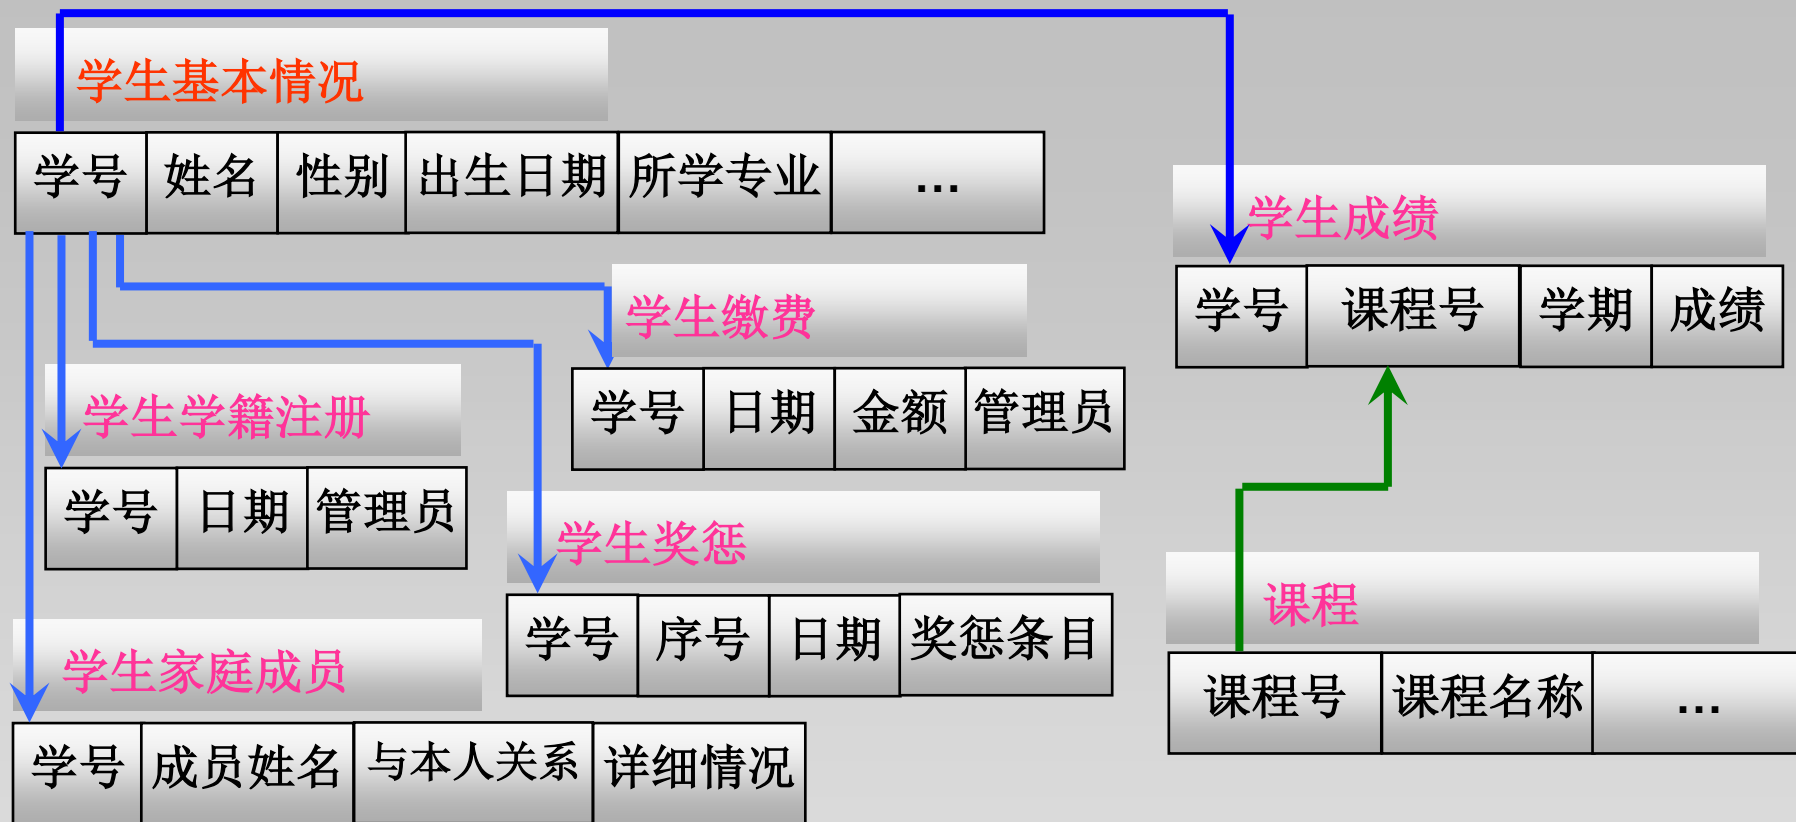 学生基本情况
学号 姓名 性别 出生日期 所学专业 ...
学生成绩
学号 课程号 学期 成绩
学生缴费
学号 日期 金额 管理员
学生学籍注册
学号 日期 管理员
学生奖惩
学号 序号 日期 奖惩条目
课程
课程号 课程名称 ...
学生家庭成员
学号 成员姓名 与本人关系 详细情况